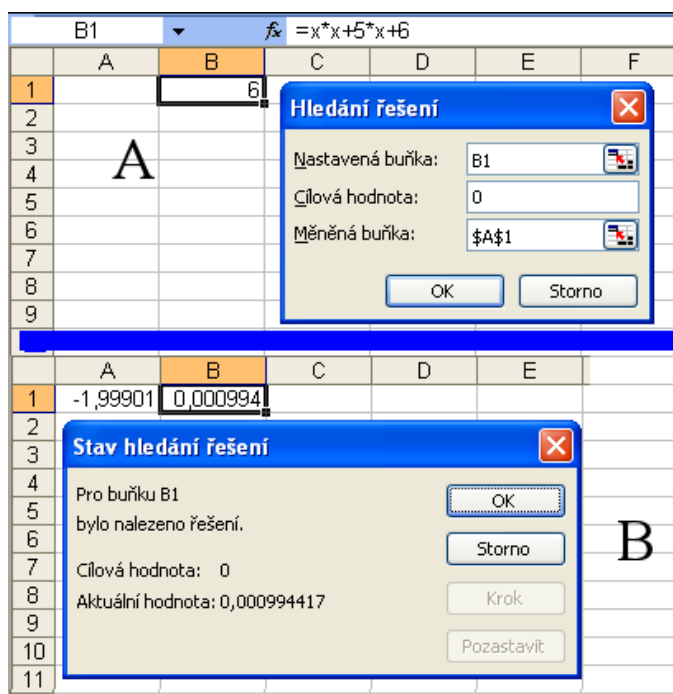 B1 fx =x*x+5*x+6
A B C D E F
1 6
2
3
4
5
6
7
8
9
A
Hledání řešení
Nastavená buňka: B1
Cílová hodnota: 0
Měněná buňka: $A$1
OK Storno
A B C D E
1 -1,99901 0,000994
2
3
4
5
6
7
8
9
10
11
Stav hledání řešení
Pro buňku B1
bylo nalezeno řešení.
Cílová hodnota: 0
Aktuální hodnota: 0,000994417
OK
Storno
Krok
Pozastavit
B